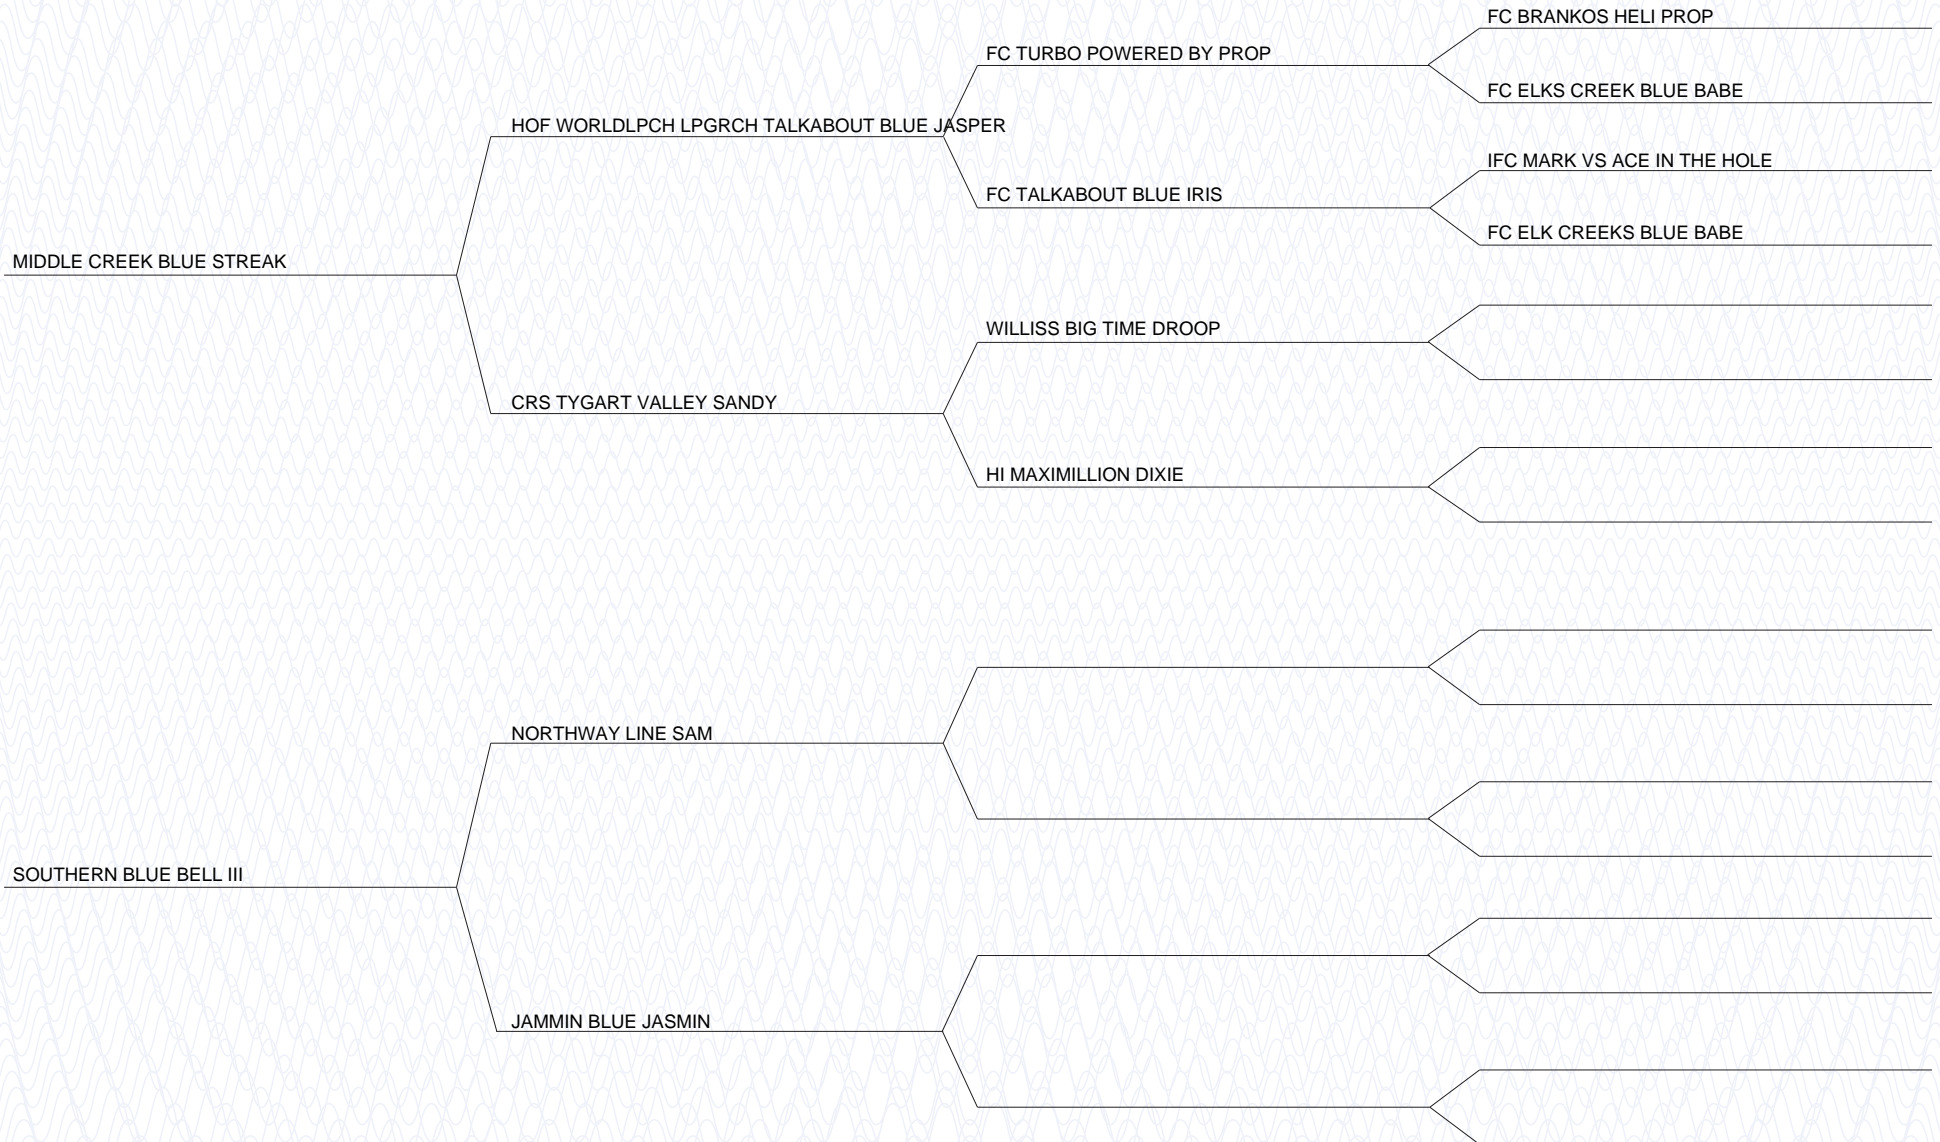 FC BRANKOS HELI PROP
FC TURBO POWERED BY PROP
FC ELKS CREEK BLUE BABE
HOF WORLDLPCH LPGRCH TALKABOUT BLUE JASPER
IFC MARK VS ACE IN THE HOLE
FC TALKABOUT BLUE IRIS
FC ELK CREEKS BLUE BABE
MIDDLE CREEK BLUE STREAK
WILLISS BIG TIME DROOP
CRS TYGART VALLEY SANDY
HI MAXIMILLION DIXIE
NORTHWAY LINE SAM
SOUTHERN BLUE BELL III
JAMMIN BLUE JASMIN